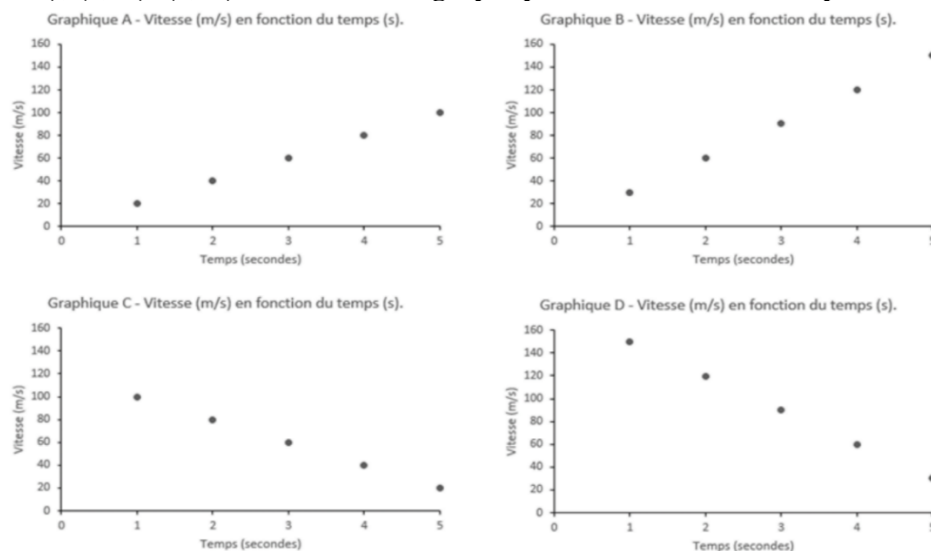 Graphique A - Vitesse (m/s) en fonction du temps (s).
160
140
120
100
80
60
40
20
0
Vitesse (m/s)
0 1 2 3 4 5
Temps (secondes)
Graphique B - Vitesse (m/s) en fonction du temps (s).
160
140
120
100
80
60
40
20
0
Vitesse (m/s)
0 1 2 3 4 5
Temps (secondes)
Graphique C - Vitesse (m/s) en fonction du temps (s).
160
140
120
100
80
60
40
20
0
Vitesse (m/s)
0 1 2 3 4 5
Temps (secondes)
Graphique D - Vitesse (m/s) en fonction du temps (s).
160
140
120
100
80
60
40
20
0
Vitesse (m/s)
0 1 2 3 4 5
Temps (secondes)